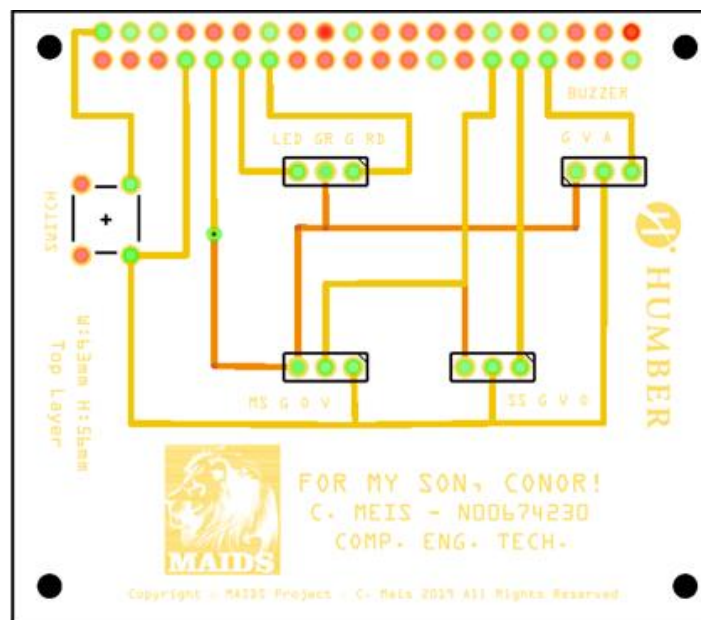 BUZZER
LED GR G RD
G V A
SWITCH
HUMBER
W:63mm H:56mm
Top Layer
MS G O V
SS G V O
MAIDS
FOR MY SON, CONOR!
C. MEIS - N00674230
COMP. ENG. TECH.
Copyright - MAIDS Project - C. Meis 2019 All Rights Reserved